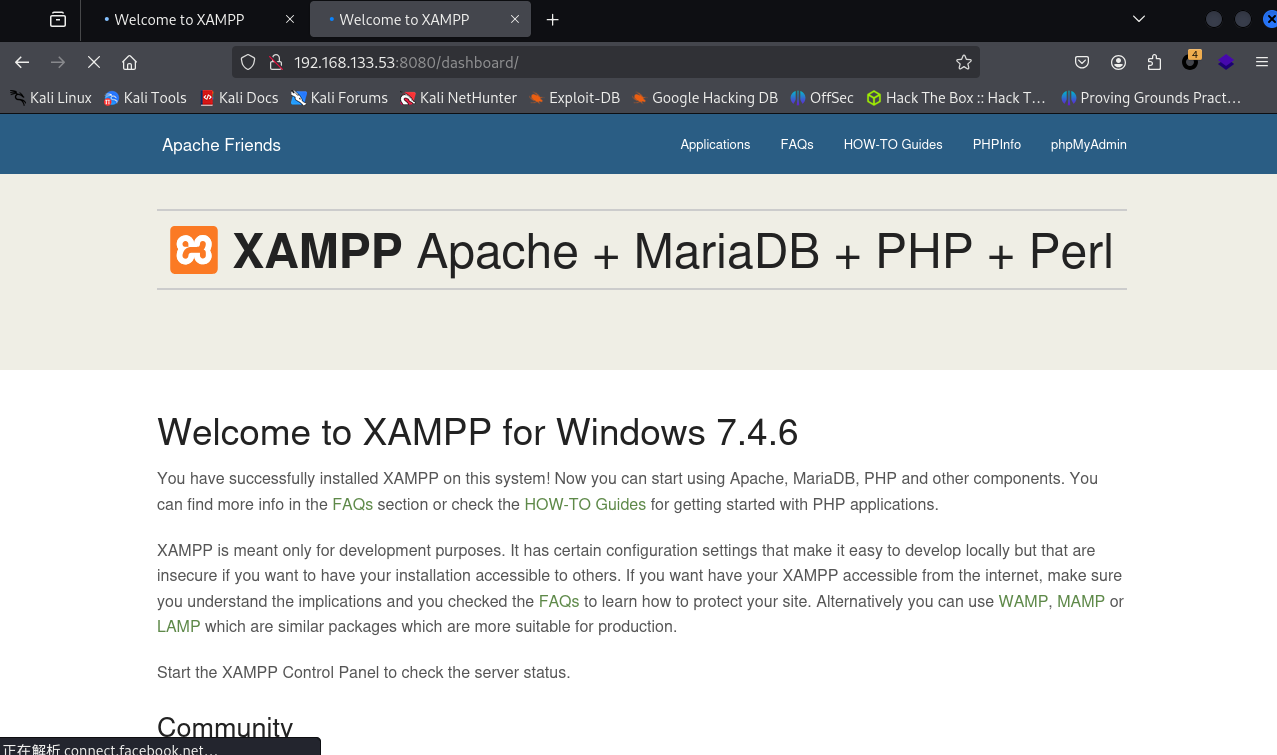 Welcome to XAMPP
Welcome to XAMPP
192.168.133.53:8080/dashboard/
4
Kali Linux
Kali Tools
Kali Docs
Kali Forums
Kali NetHunter
Exploit-DB
Google Hacking DB
OffSec
Hack The Box :: Hack T…
Proving Grounds Pract…
Apache Friends
Applications
FAQs
HOW-TO Guides
PHPInfo
phpMyAdmin
XAMPP Apache + MariaDB + PHP + Perl
Welcome to XAMPP for Windows 7.4.6
You have successfully installed XAMPP on this system! Now you can start using Apache, MariaDB, PHP and other components. You
can find more info in the FAQs section or check the HOW-TO Guides for getting started with PHP applications.
XAMPP is meant only for development purposes. It has certain configuration settings that make it easy to develop locally but that are
insecure if you want to have your installation accessible to others. If you want have your XAMPP accessible from the internet, make sure
you understand the implications and you checked the FAQs to learn how to protect your site. Alternatively you can use WAMP, MAMP or
LAMP which are similar packages which are more suitable for production.
Start the XAMPP Control Panel to check the server status.
Community
正在解析 connect.facebook.net…